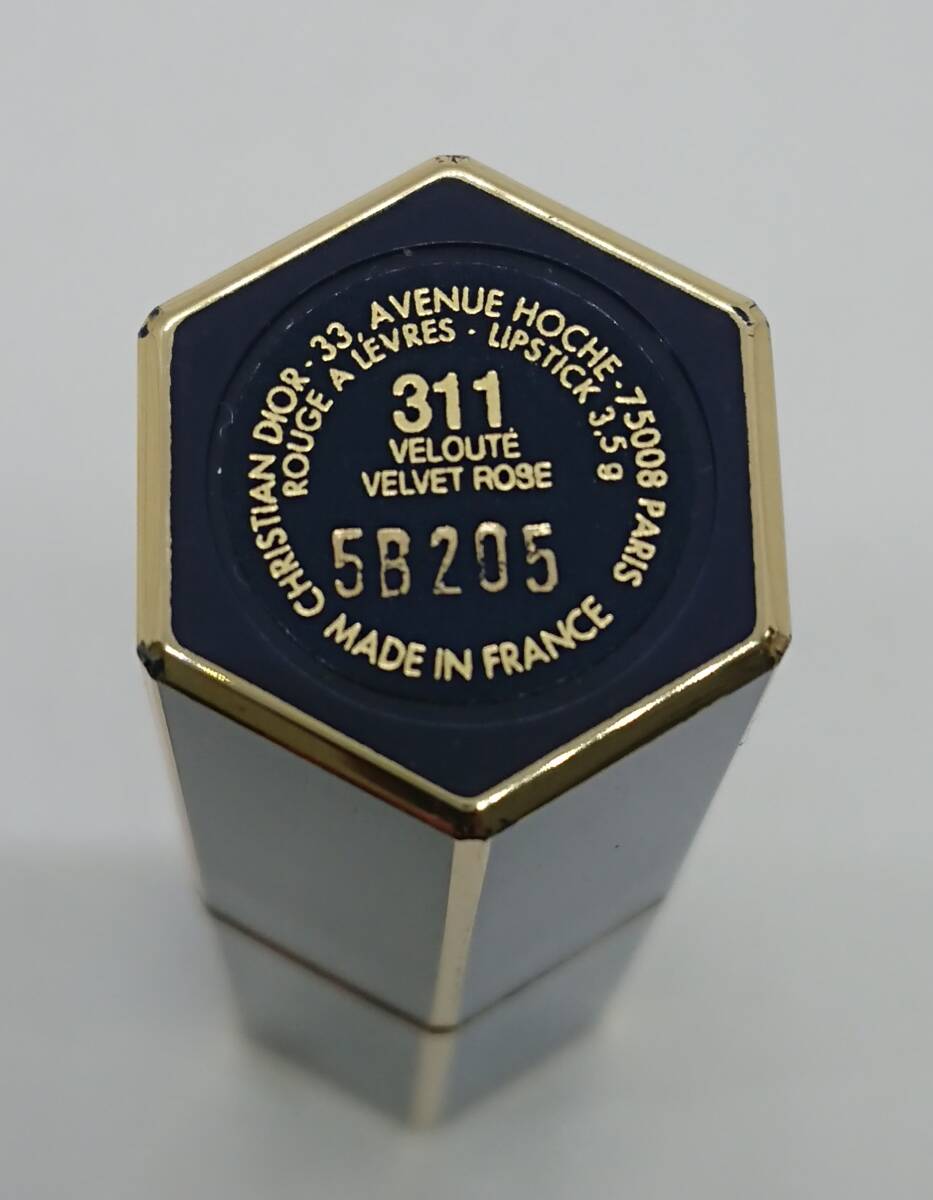 CHRISTIAN DIOR · 33, AVENUE HOCHE · 75008 PARIS
ROUGE A LÈVRES · LIPSTICK 3,5 g
311
VELOUTÉ
VELVET ROSE
5B205
MADE IN FRANCE